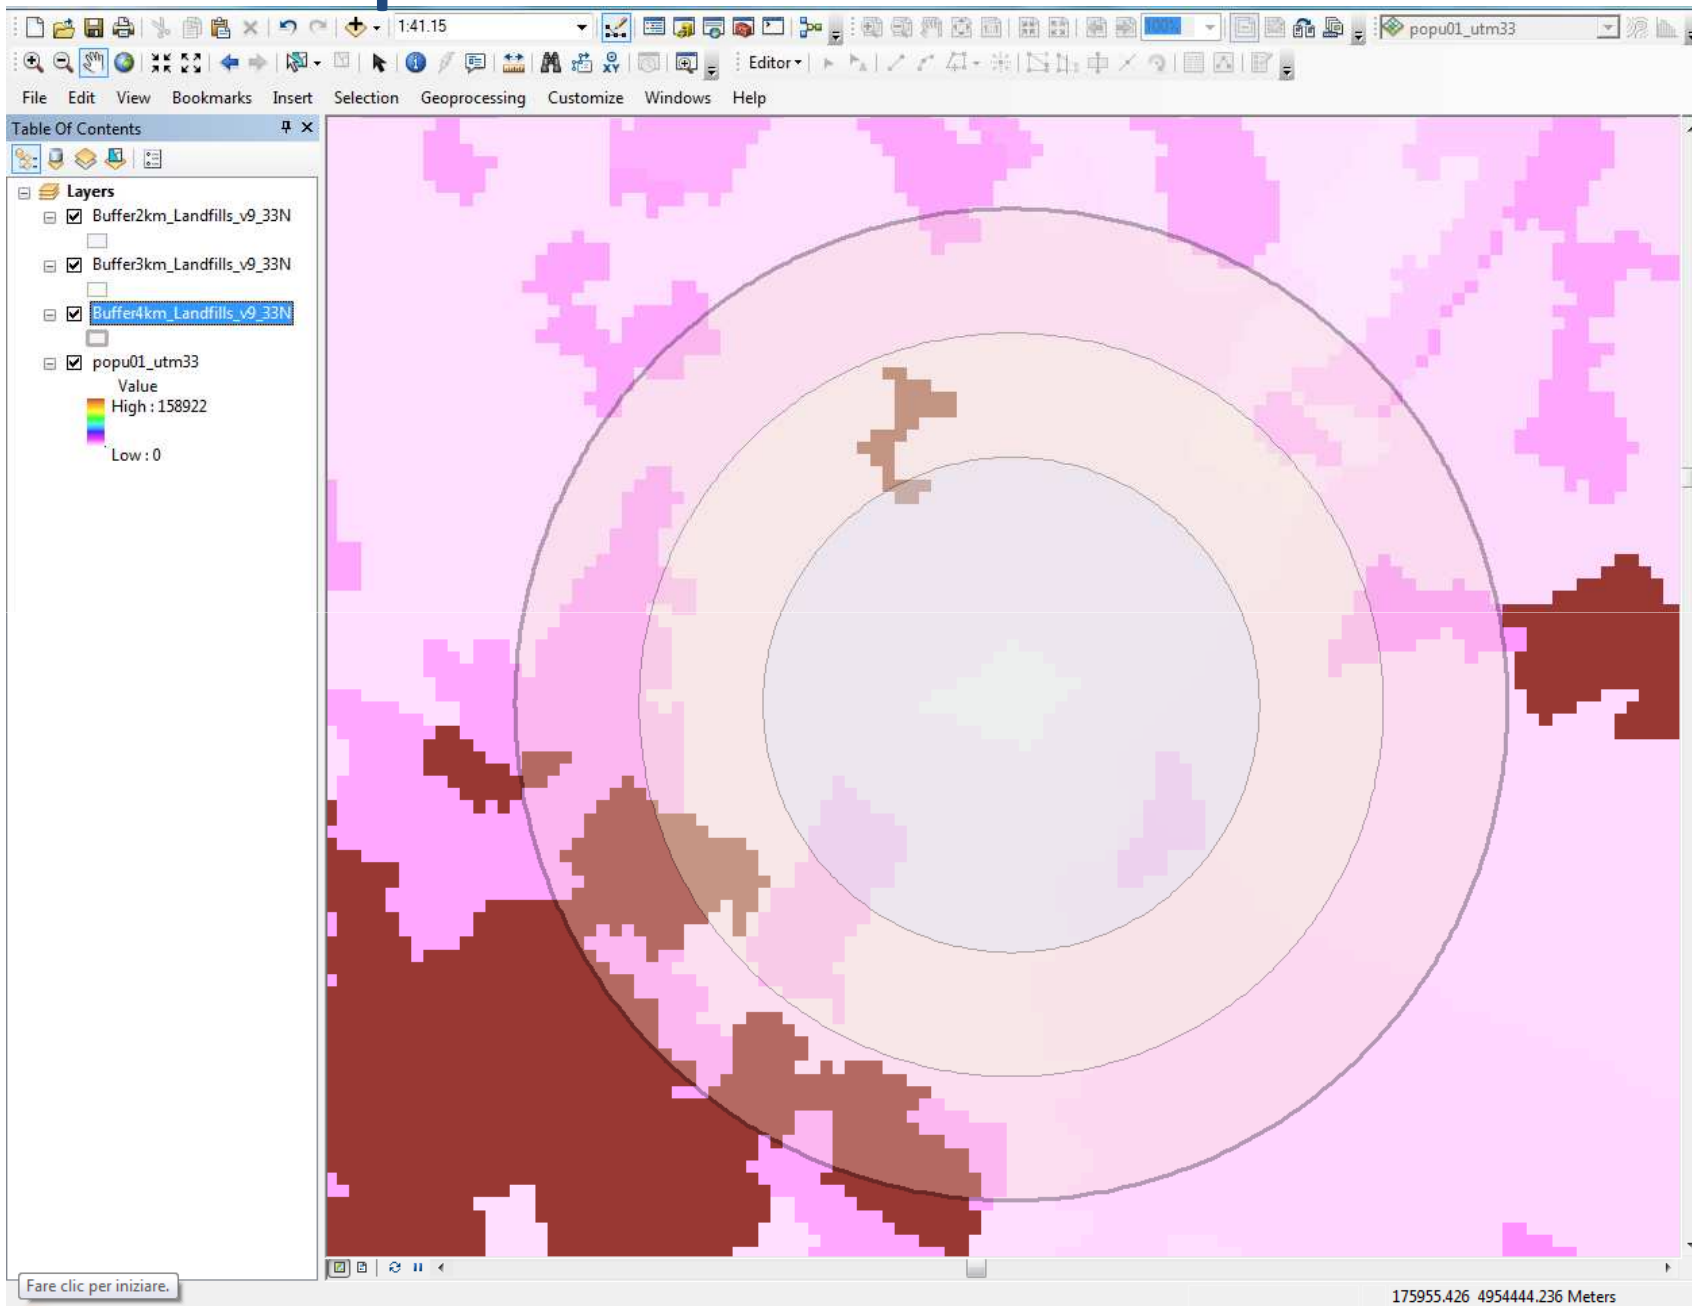 1:41.15
100%
popu01_utm33
Editor
File Edit View Bookmarks Insert Selection Geoprocessing Customize Windows Help
Table Of Contents
Layers
Buffer2km_Landfills_v9_33N
Buffer3km_Landfills_v9_33N
Buffer4km_Landfills_v9_33N
popu01_utm33
Value
High : 158922
Low : 0
Fare clic per iniziare.
175955.426 4954444.236 Meters